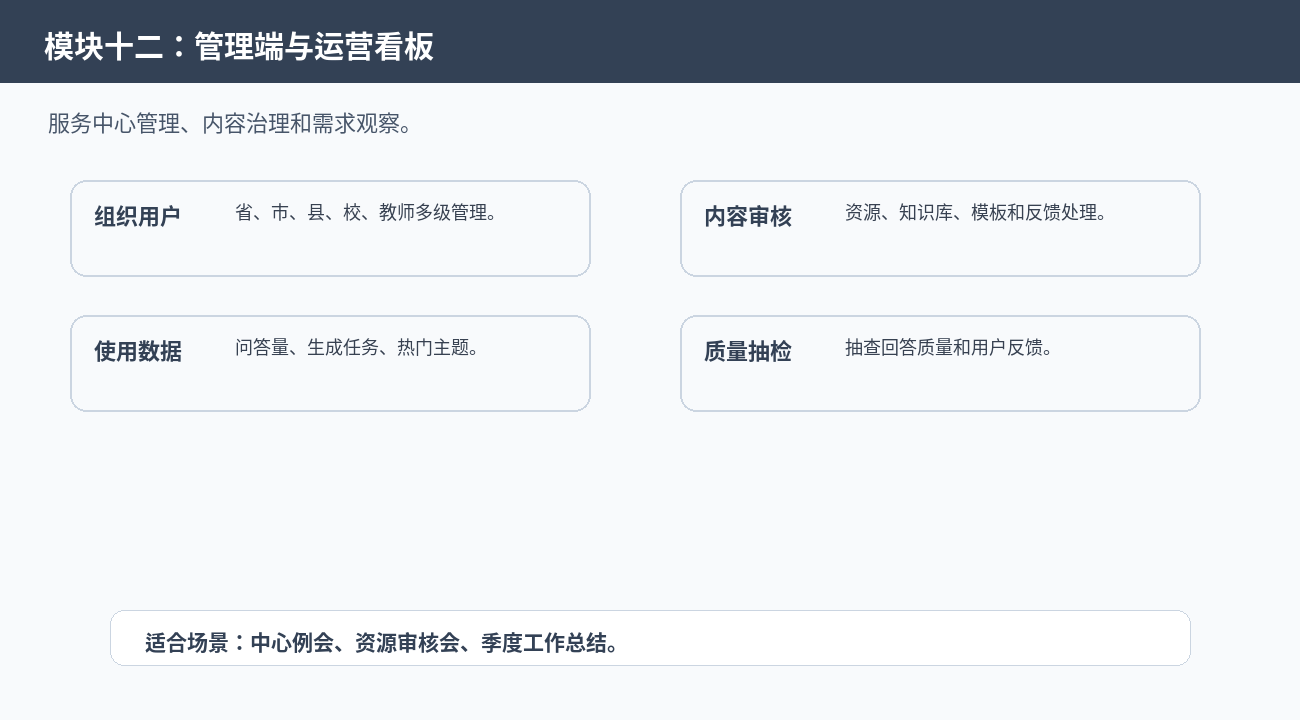 模块十二：管理端与运营看板
服务中心管理、内容治理和需求观察。
组织用户
省、市、县、校、教师多级管理。
内容审核
资源、知识库、模板和反馈处理。
使用数据
问答量、生成任务、热门主题。
质量抽检
抽查回答质量和用户反馈。
适合场景：中心例会、资源审核会、季度工作总结。